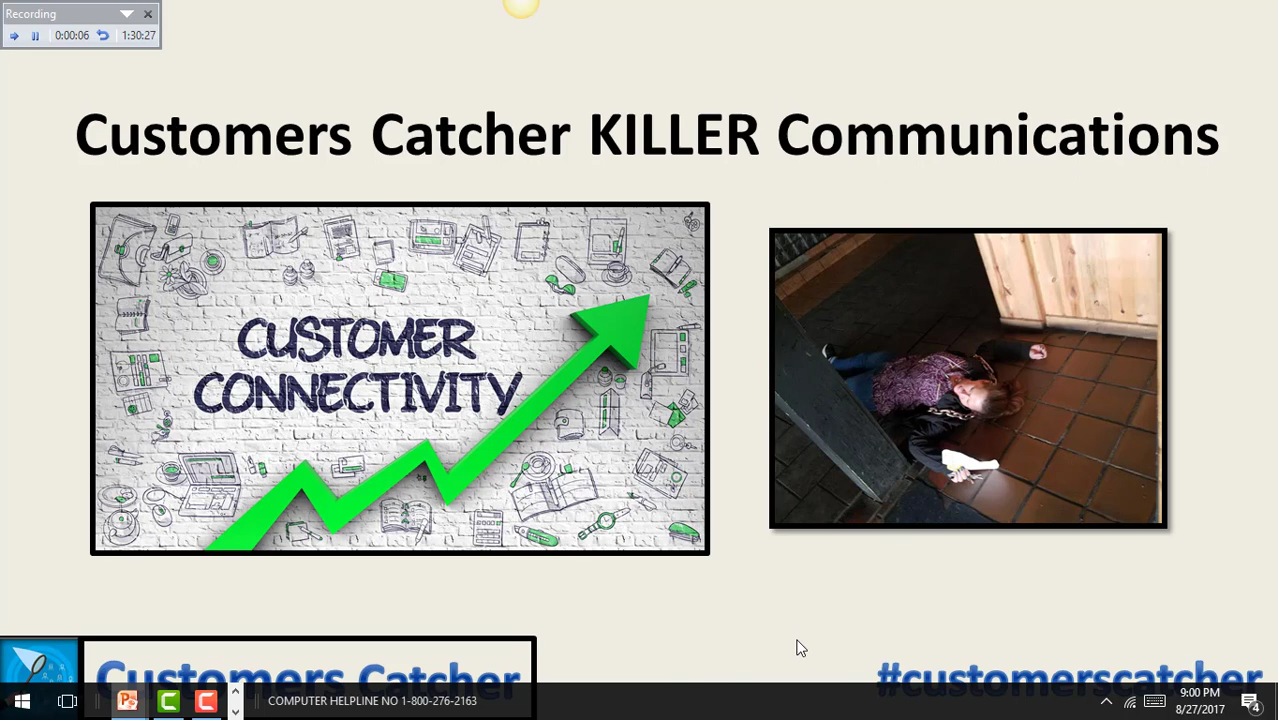 Recording
0:00:06 1:30:27
Customers Catcher KILLER Communications
CUSTOMER
CONNECTIVITY
Customers Catcher
#customerscatcher
COMPUTER HELPLINE NO 1-800-276-2163
9:00 PM
8/27/2017
4